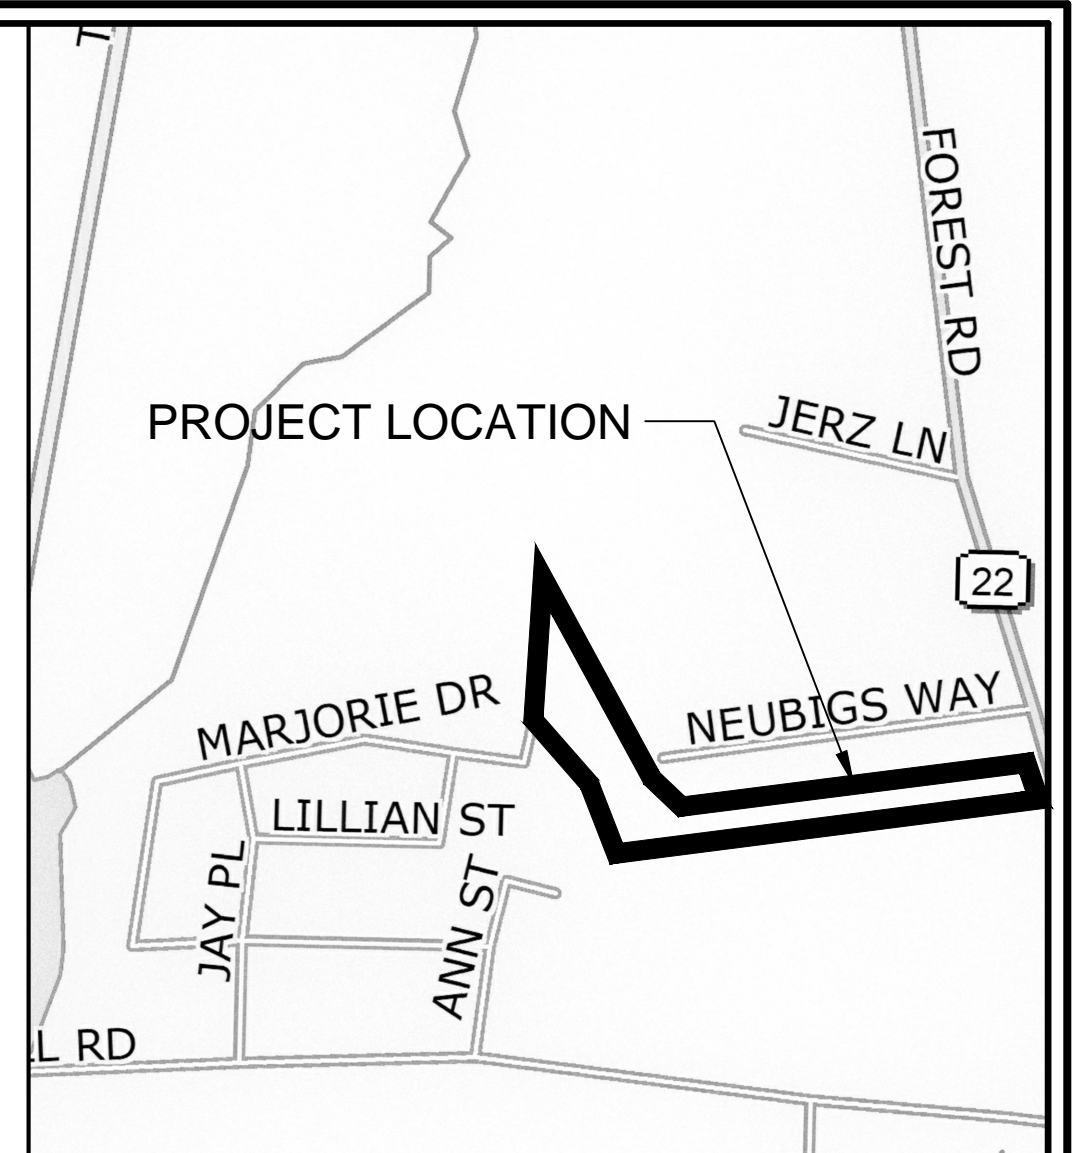 T
FOREST RD
PROJECT LOCATION
JERZ LN
22
MARJORIE DR
NEUBIGS WAY
LILLIAN ST
JAY PL
ANN ST
L RD